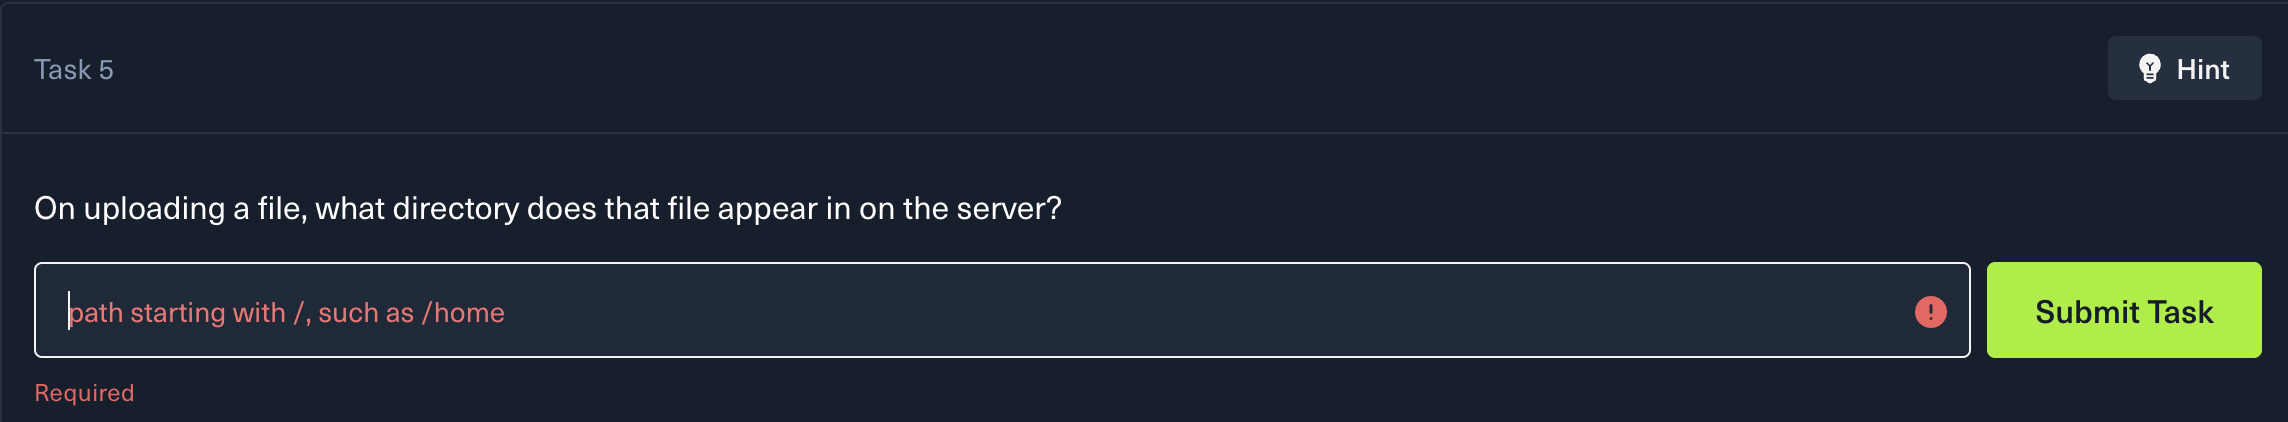 Task 5
Hint
On uploading a file, what directory does that file appear in on the server?
path starting with /, such as /home
Submit Task
Required